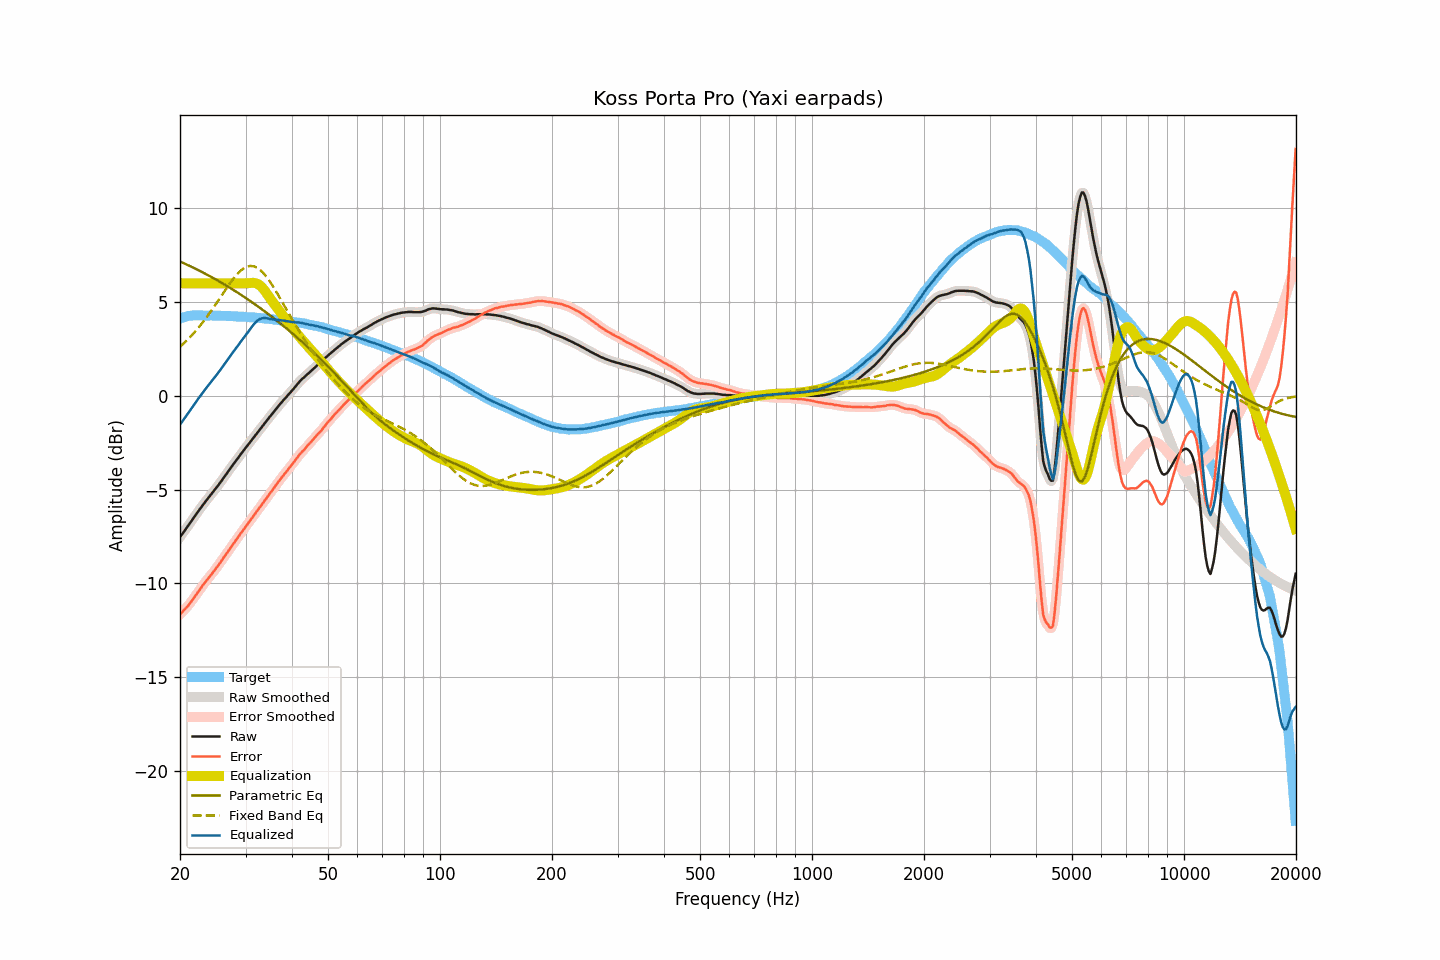 Koss Porta Pro (Yaxi earpads)
10
5
0
−5
−10
−15
−20
Amplitude (dBr)
Target
Raw Smoothed
Error Smoothed
Raw
Error
Equalization
Parametric Eq
Fixed Band Eq
Equalized
20 50 100 200 500 1000 2000 5000 10000 20000
Frequency (Hz)